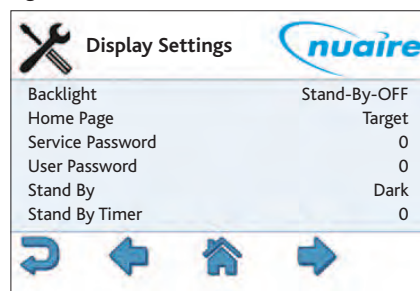 Display Settings
nuaire
Backlight Stand-By-OFF
Home Page Target
Service Password 0
User Password 0
Stand By Dark
Stand By Timer 0